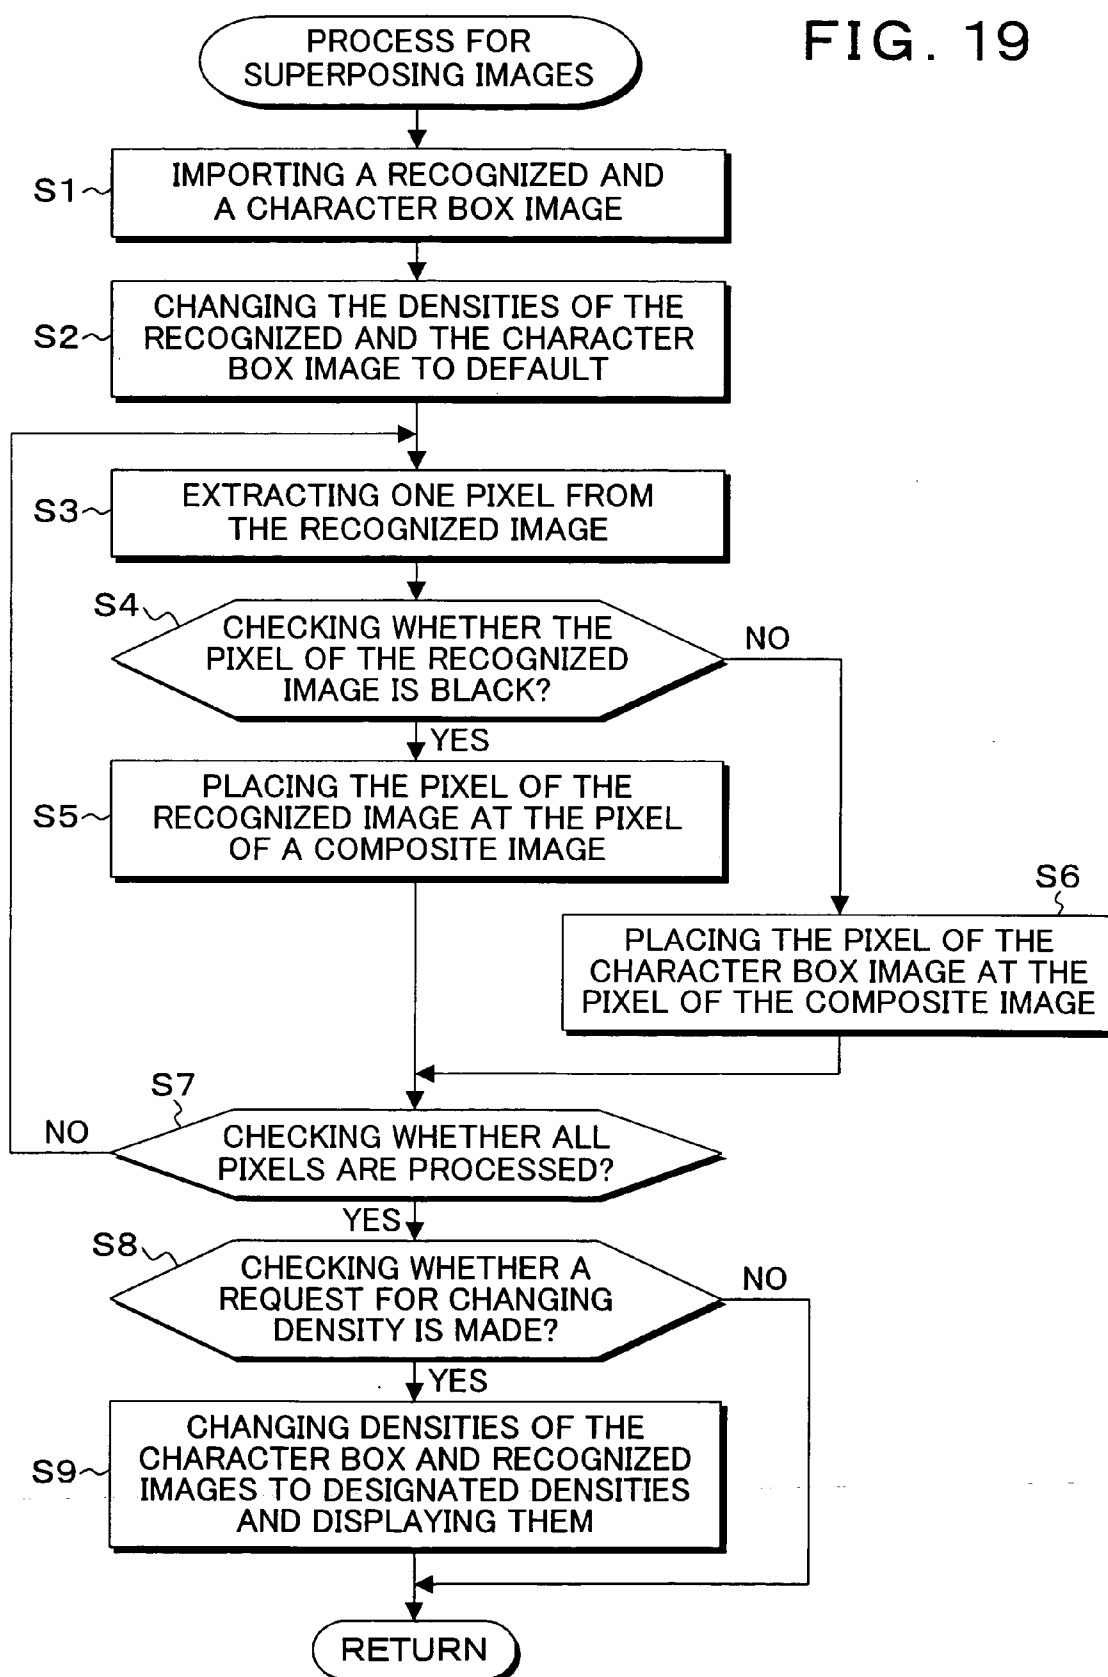 FIG. 19
PROCESS FOR
SUPERPOSING IMAGES
S1
IMPORTING A RECOGNIZED AND
A CHARACTER BOX IMAGE
S2
CHANGING THE DENSITIES OF THE
RECOGNIZED AND THE CHARACTER
BOX IMAGE TO DEFAULT
S3
EXTRACTING ONE PIXEL FROM
THE RECOGNIZED IMAGE
S4
CHECKING WHETHER THE
PIXEL OF THE RECOGNIZED
IMAGE IS BLACK?
NO
YES
S5
PLACING THE PIXEL OF THE
RECOGNIZED IMAGE AT THE PIXEL
OF A COMPOSITE IMAGE
S6
PLACING THE PIXEL OF THE
CHARACTER BOX IMAGE AT THE
PIXEL OF THE COMPOSITE IMAGE
S7
NO
CHECKING WHETHER ALL
PIXELS ARE PROCESSED?
YES
S8
CHECKING WHETHER A
REQUEST FOR CHANGING
DENSITY IS MADE?
NO
YES
S9
CHANGING DENSITIES OF THE
CHARACTER BOX AND RECOGNIZED
IMAGES TO DESIGNATED DENSITIES
AND DISPLAYING THEM
RETURN